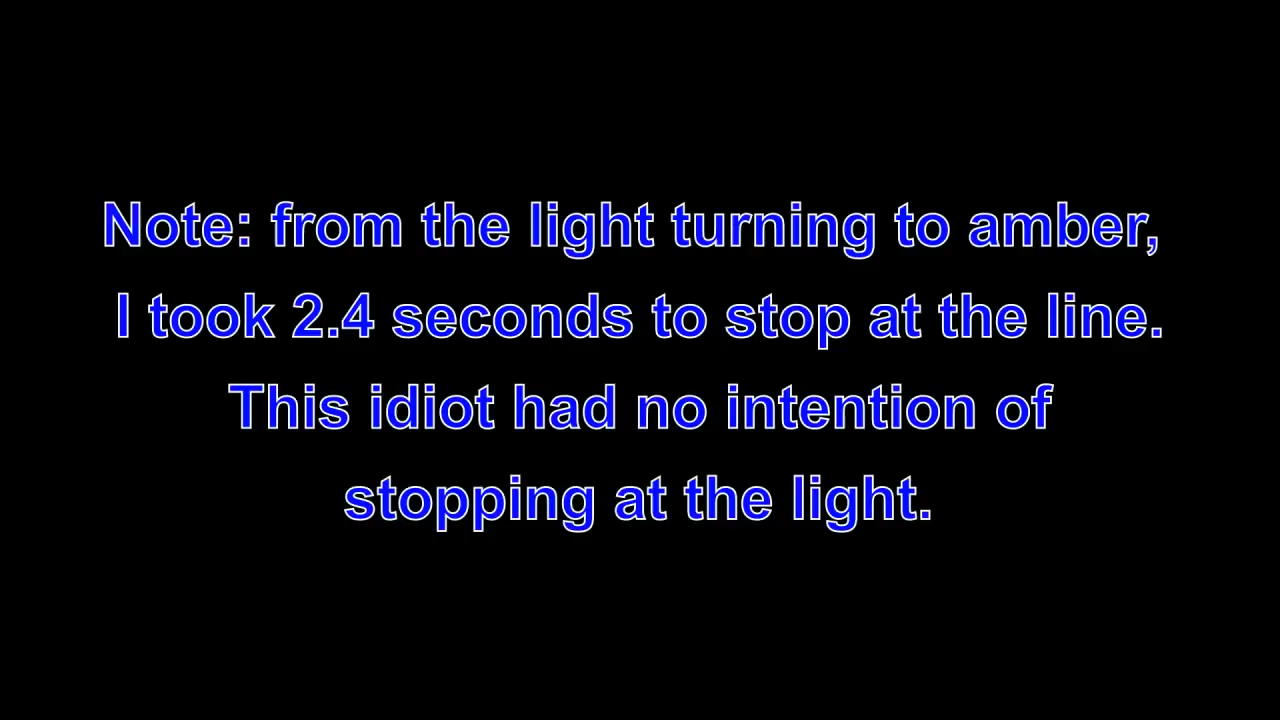 Note: from the light turning to amber,
I took 2.4 seconds to stop at the line.
This idiot had no intention of
stopping at the light.